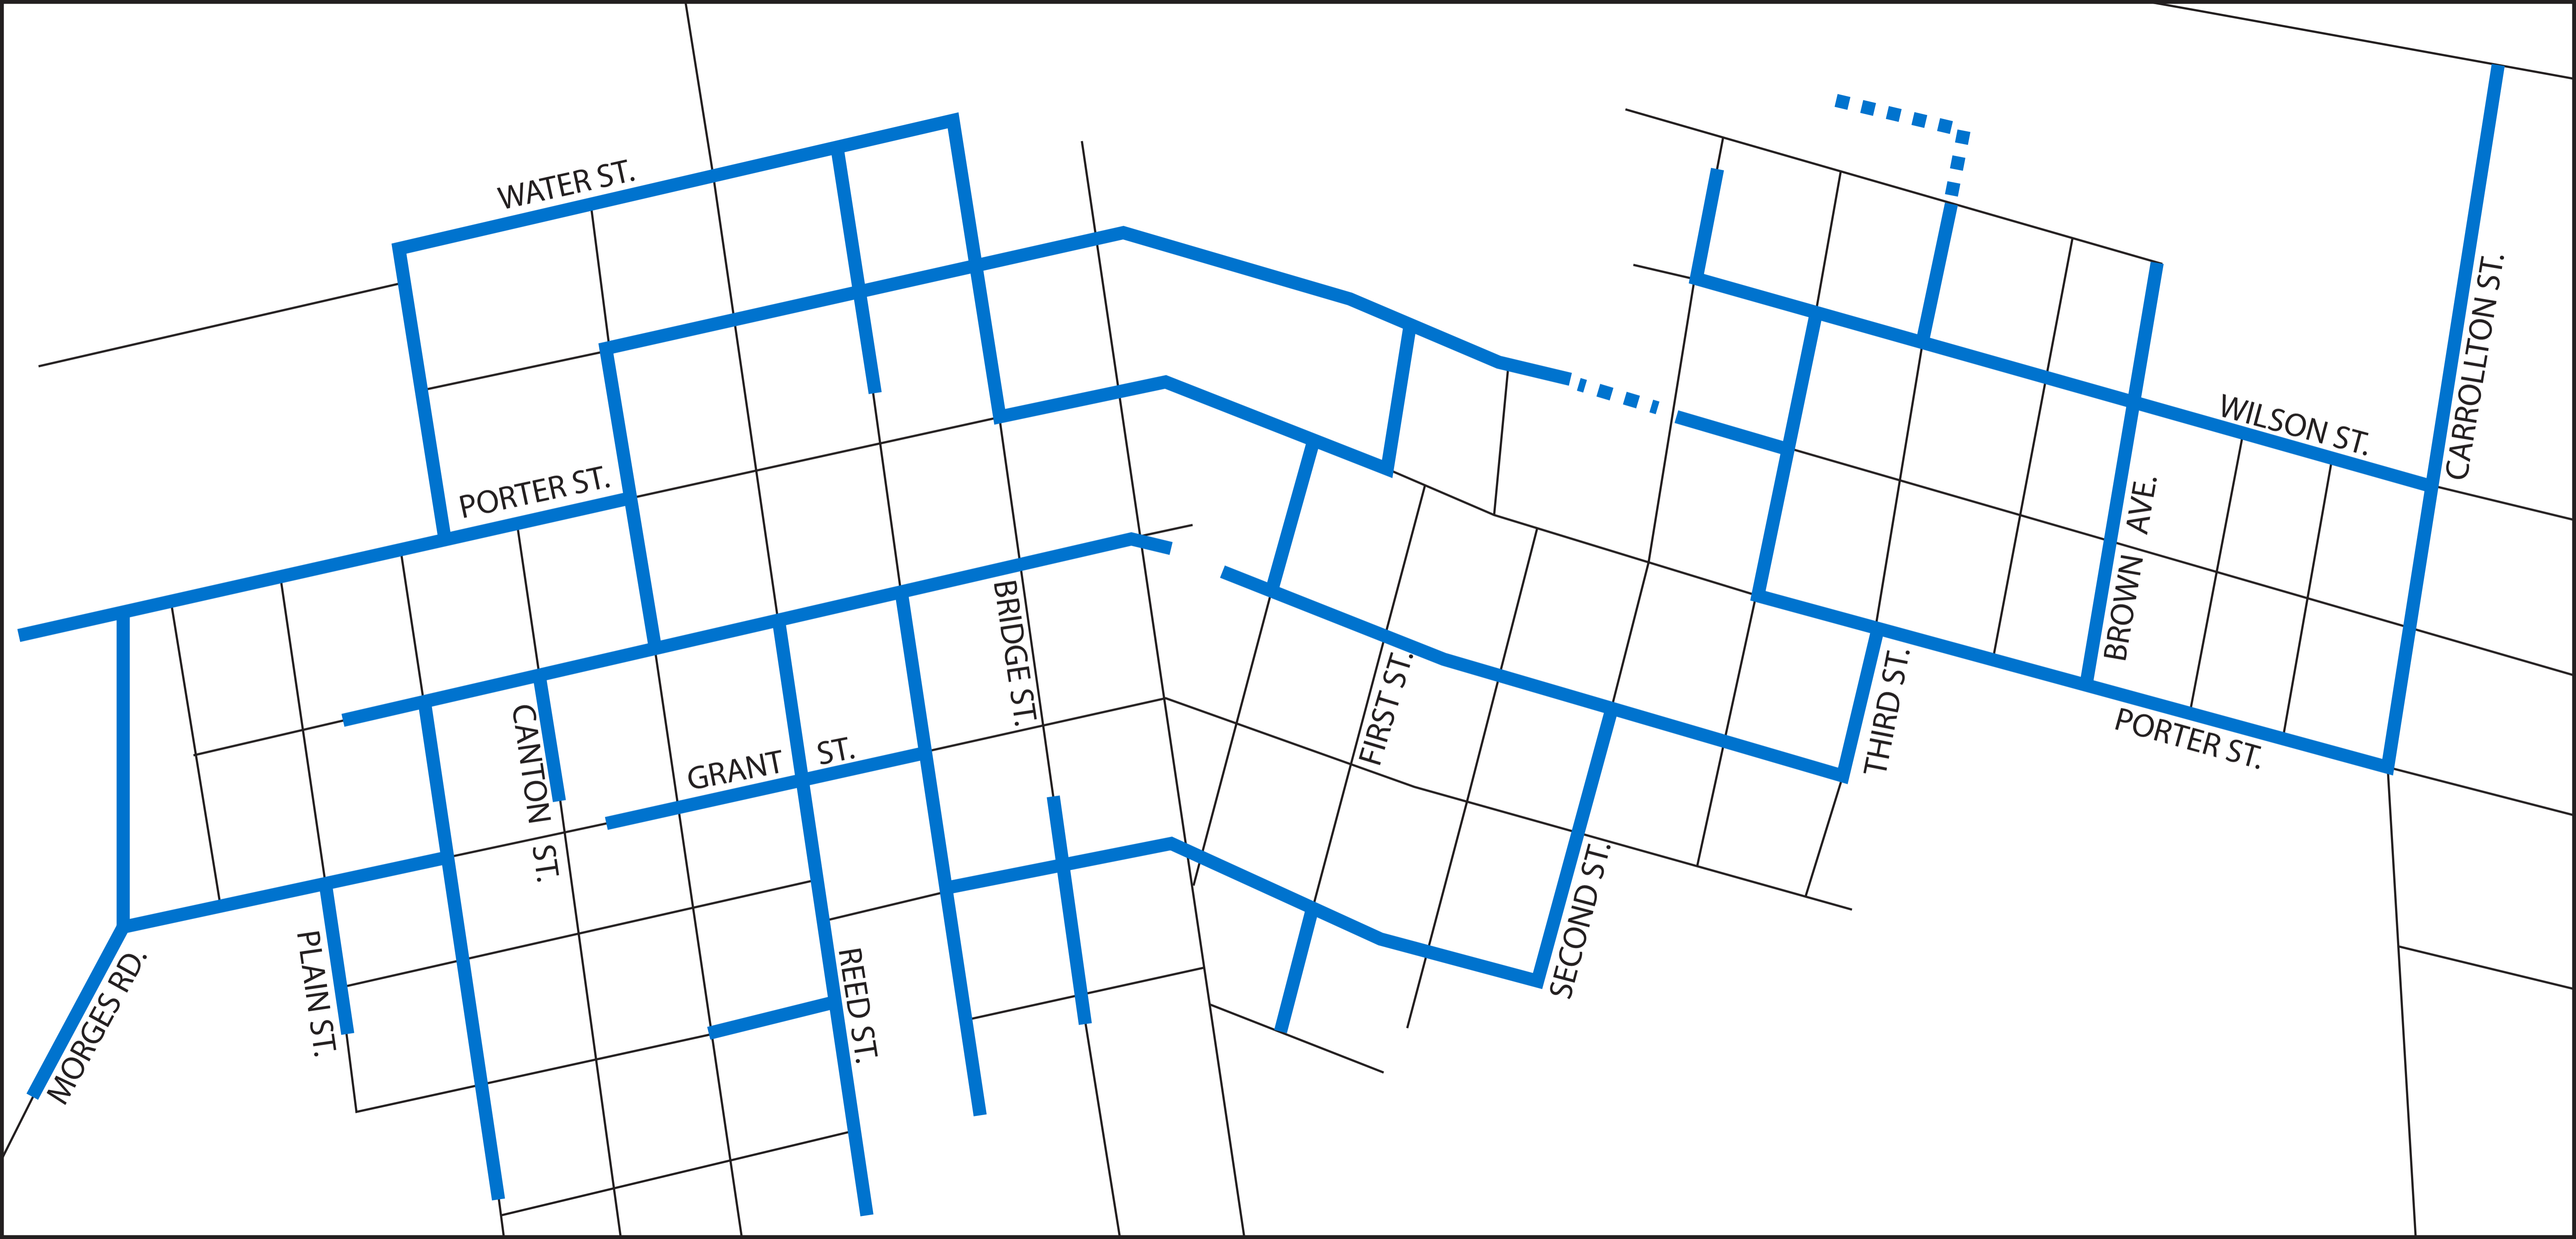 WATER ST.
PORTER ST.
CARROLLTON ST.
WILSON ST.
BROWN AVE.
BRIDGE ST.
FIRST ST.
THIRD ST.
CANTON ST.
GRANT ST.
PORTER ST.
SECOND ST.
PLAIN ST.
REED ST.
MORGES RD.